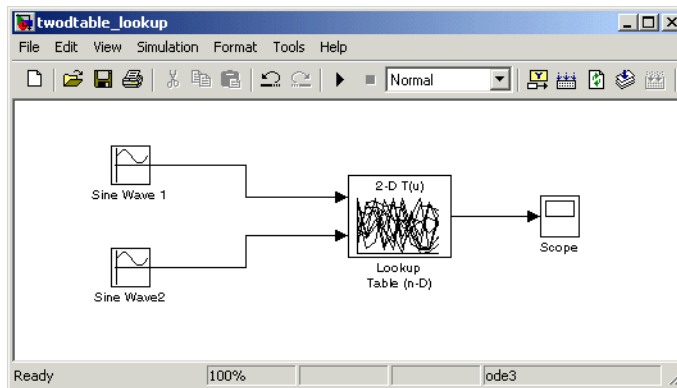 twodtable_lookup
File Edit View Simulation Format Tools Help
Normal
2-D T(u)
Sine Wave 1
Scope
Lookup
Table (n-D)
Sine Wave2
Ready 100% ode3